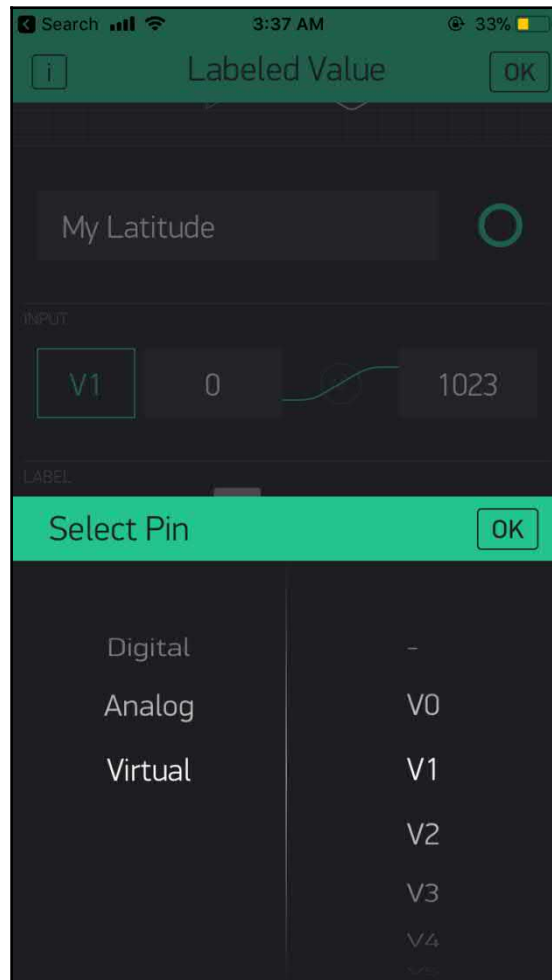 Search 3:37 AM 33%
i Labeled Value OK
My Latitude
INPUT
V1 0 1023
LABEL
Select Pin OK
Digital -
Analog V0
Virtual V1
V2
V3
V4